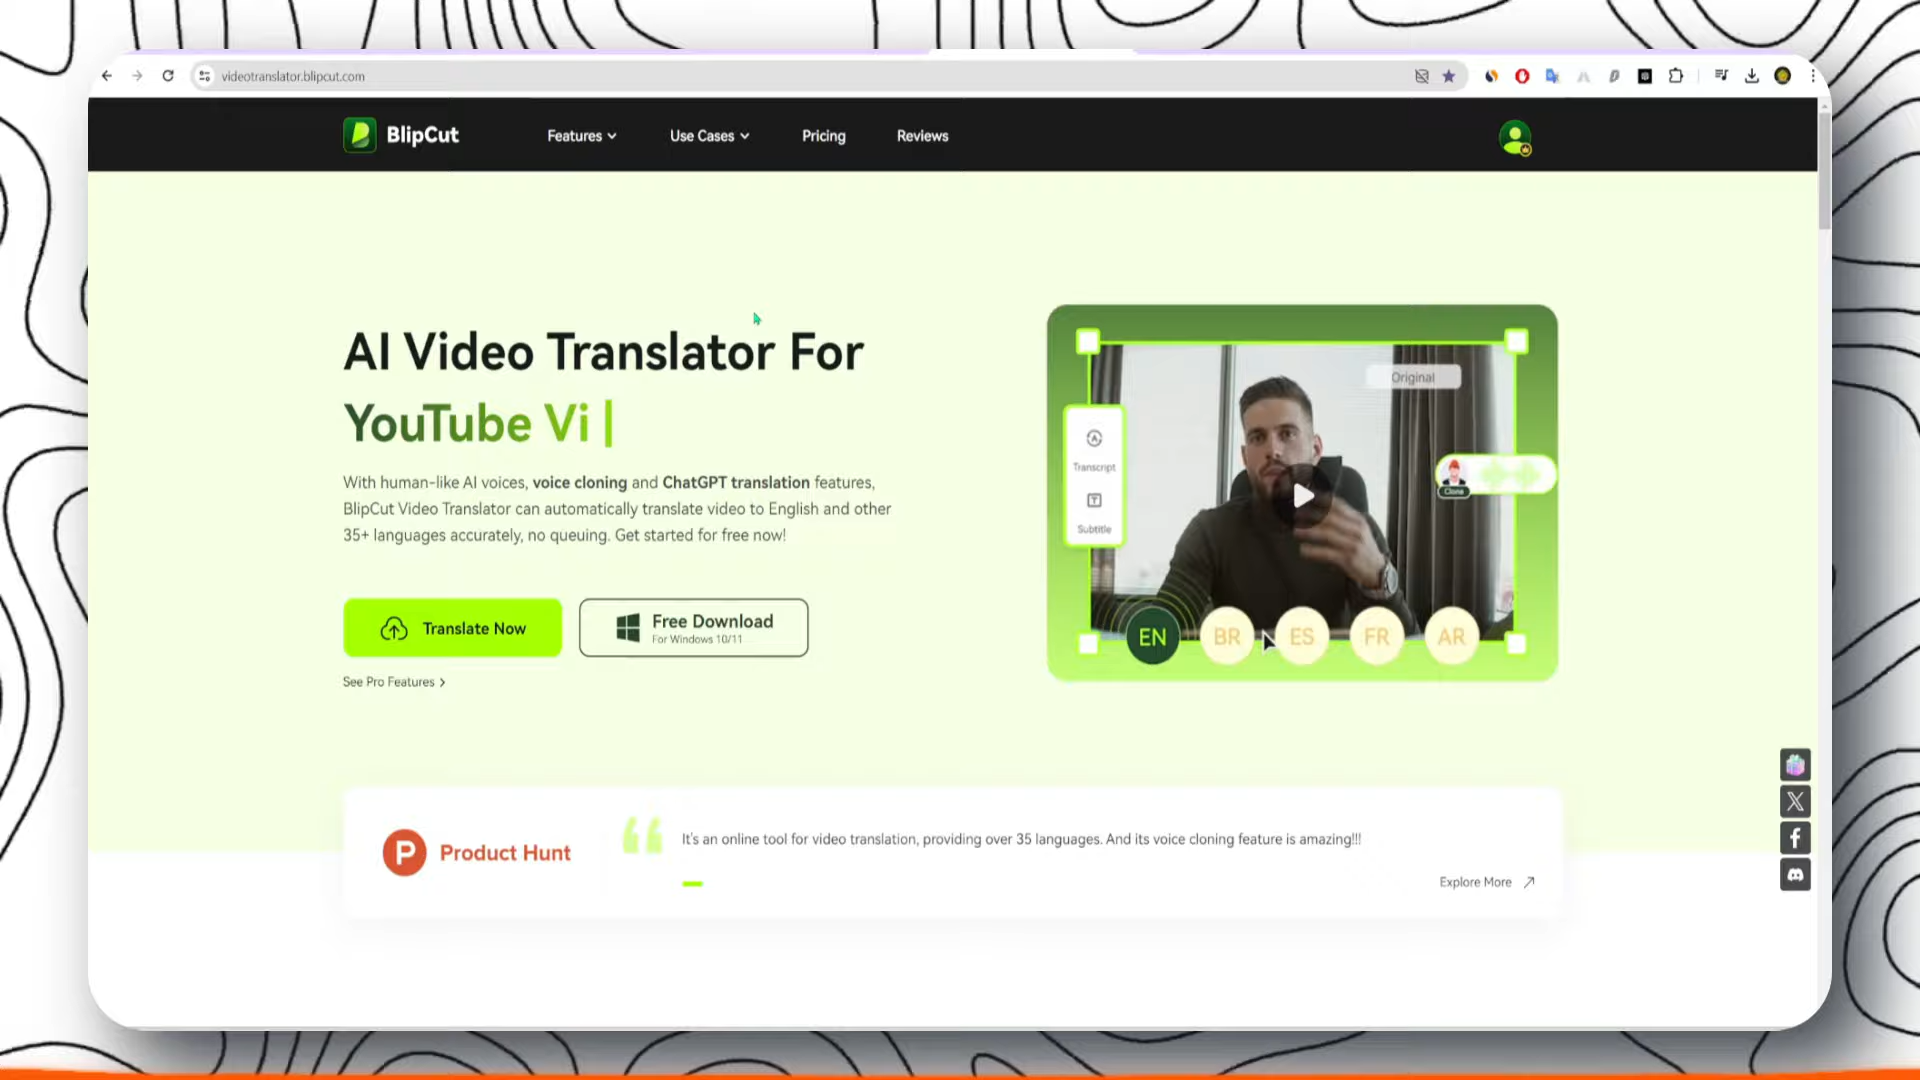 videotranslator.blipcut.com
BlipCut
Features
Use Cases
Pricing
Reviews
AI Video Translator For
YouTube Vi
With human-like AI voices, voice cloning and ChatGPT translation features,
BlipCut Video Translator can automatically translate video to English and other
35+ languages accurately, no queuing. Get started for free now!
Translate Now
Free Download
For Windows 10/11
See Pro Features
Original
Transcript
Subtitle
Clone
EN
BR
ES
FR
AR
P
Product Hunt
It's an online tool for video translation, providing over 35 languages. And its voice cloning feature is amazing!!!
Explore More